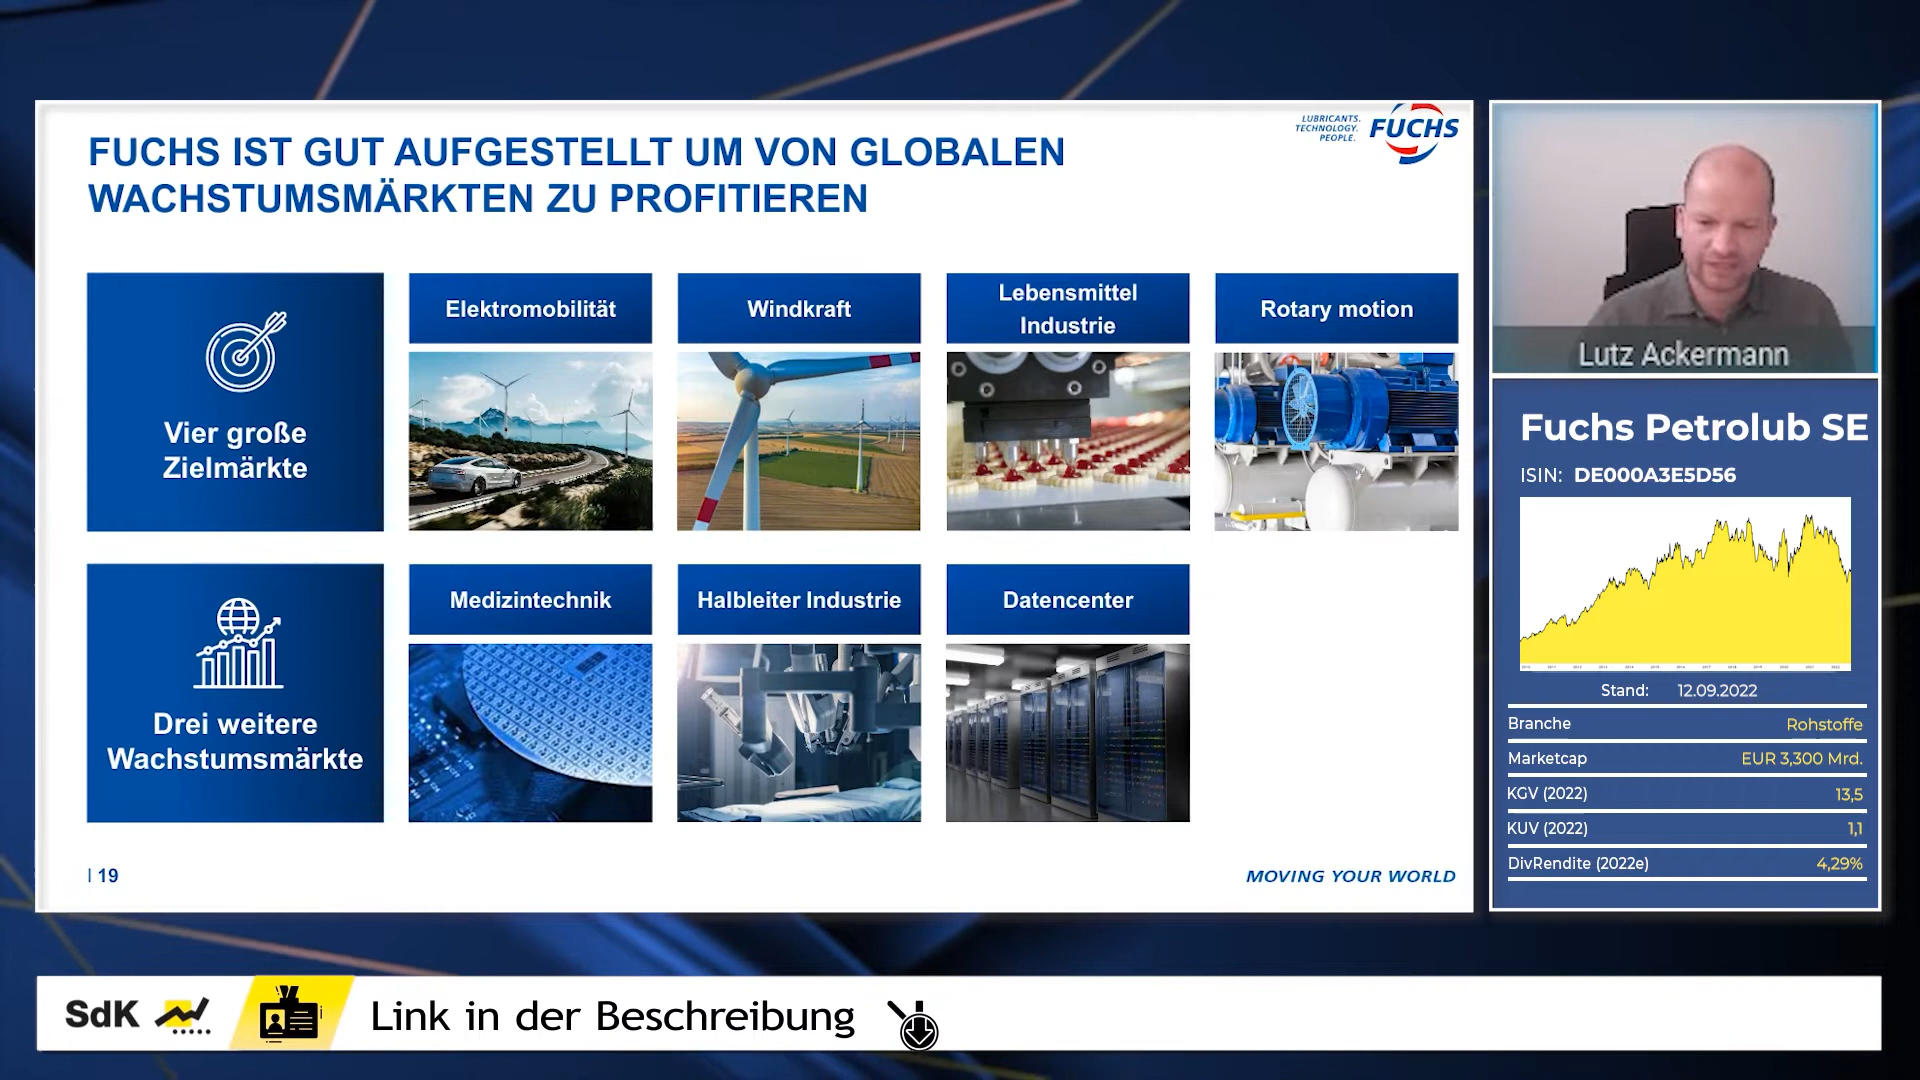 FUCHS IST GUT AUFGESTELLT UM VON GLOBALEN
WACHSTUMSMÄRKTEN ZU PROFITIEREN
LUBRICANTS.
TECHNOLOGY.
PEOPLE.
FUCHS
Vier große
Zielmärkte
Elektromobilität
Windkraft
Lebensmittel
Industrie
Rotary motion
Drei weitere
Wachstumsmärkte
Medizintechnik
Halbleiter Industrie
Datencenter
| 19
MOVING YOUR WORLD
Lutz Ackermann
Fuchs Petrolub SE
ISIN: DE000A3E5D56
Stand: 12.09.2022
Branche Rohstoffe
Marketcap EUR 3,300 Mrd.
KGV (2022) 13,5
KUV (2022) 1,1
DivRendite (2022e) 4,29%
SdK
Link in der Beschreibung